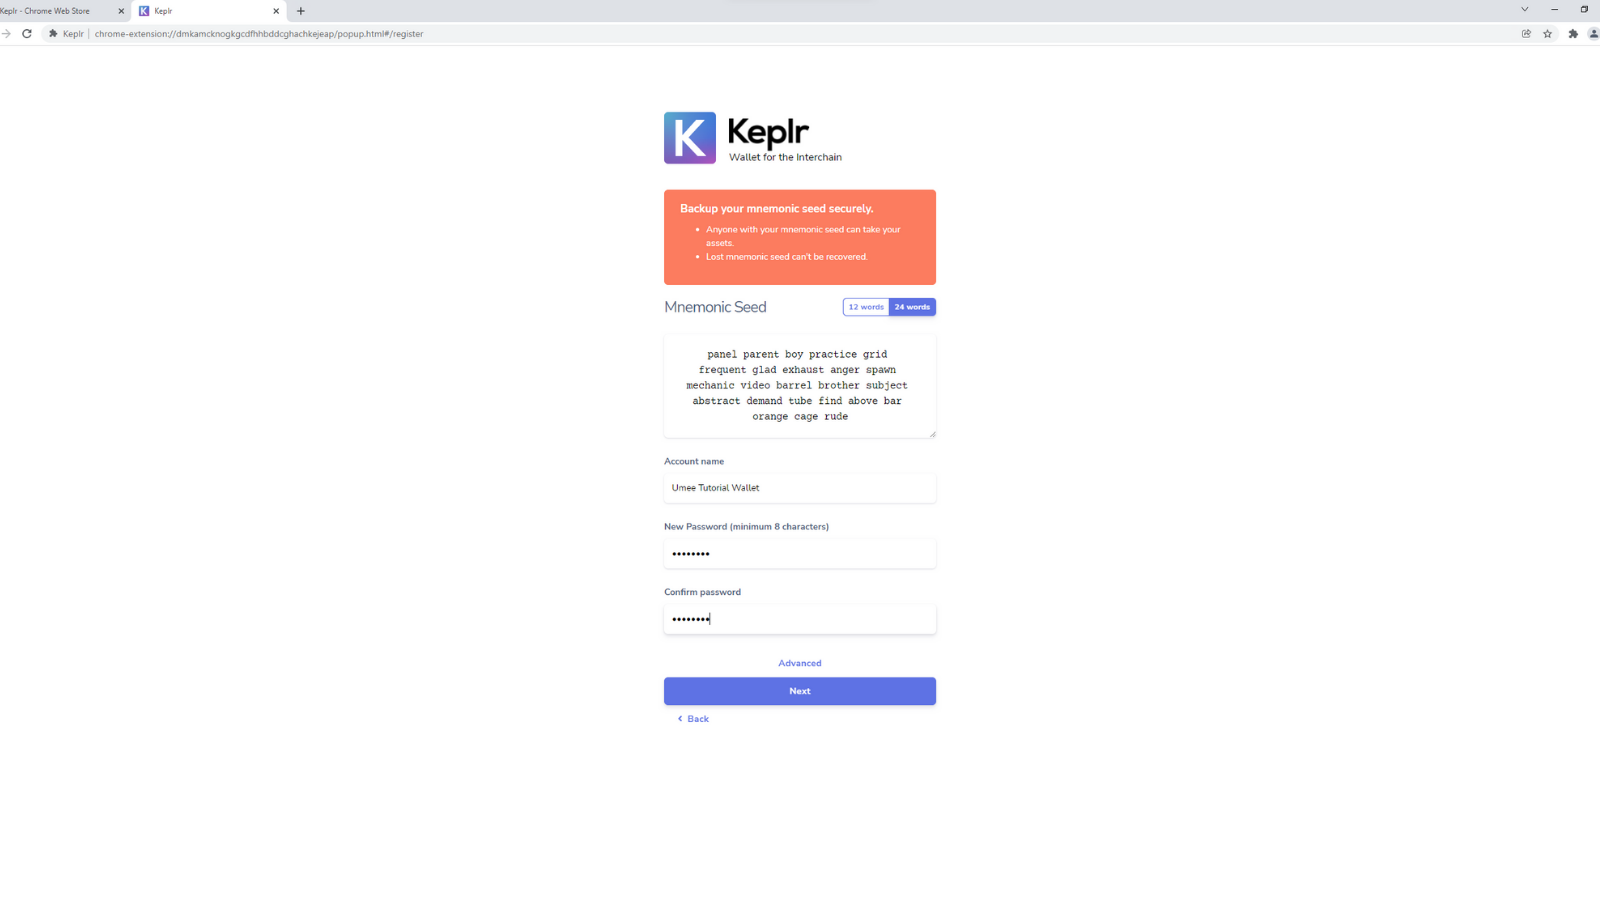 Keplr - Chrome Web Store
Keplr
Keplr
chrome-extension://dmkamcknogkgcdfhhbddcghachkejeap/popup.html#/register
K
Keplr
Wallet for the Interchain
Backup your mnemonic seed securely.
Anyone with your mnemonic seed can take your
assets.
Lost mnemonic seed can't be recovered.
Mnemonic Seed
12 words
24 words
panel parent boy practice grid
frequent glad exhaust anger spawn
mechanic video barrel brother subject
abstract demand tube find above bar
orange cage rude
Account name
Umee Tutorial Wallet
New Password (minimum 8 characters)
Confirm password
Advanced
Next
Back